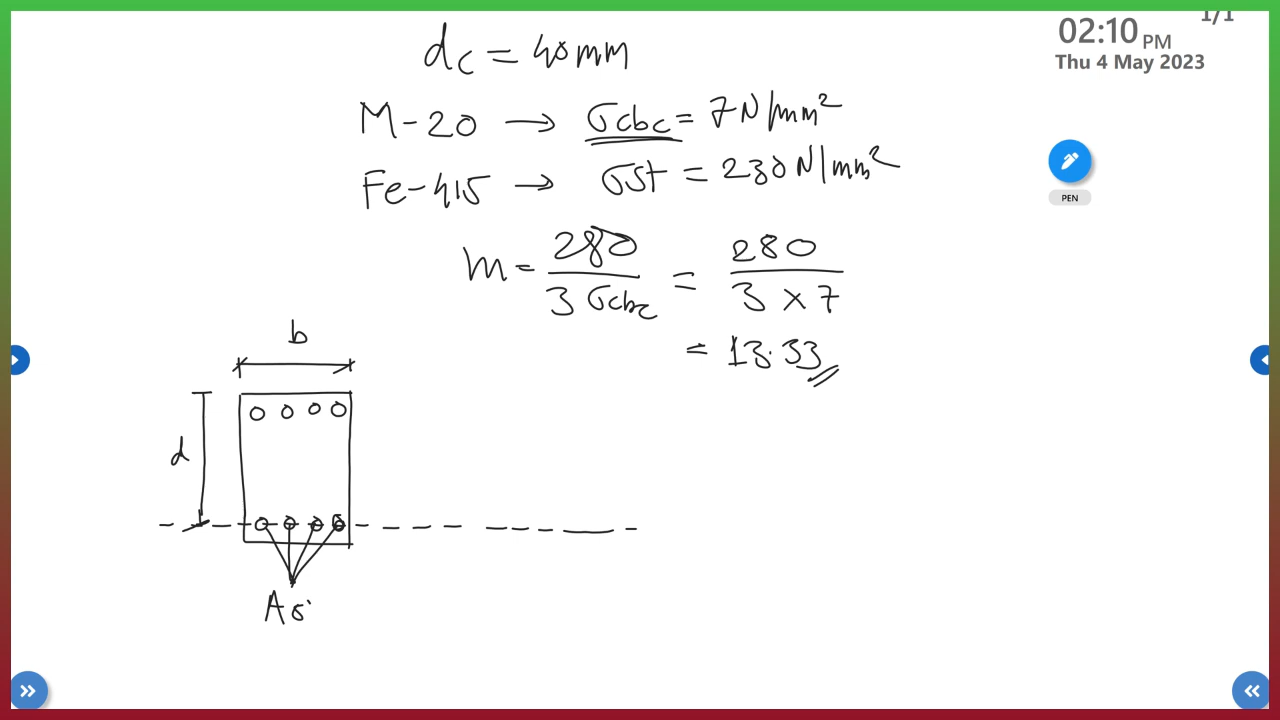 1/1
02:10 PM
Thu 4 May 2023
dc = 40mm
M-20 → σcbc = 7N/mm²
Fe-415 → σst = 230N/mm²
PEN
m = 280/3σcbc = 280/3×7
= 13.33
b
d